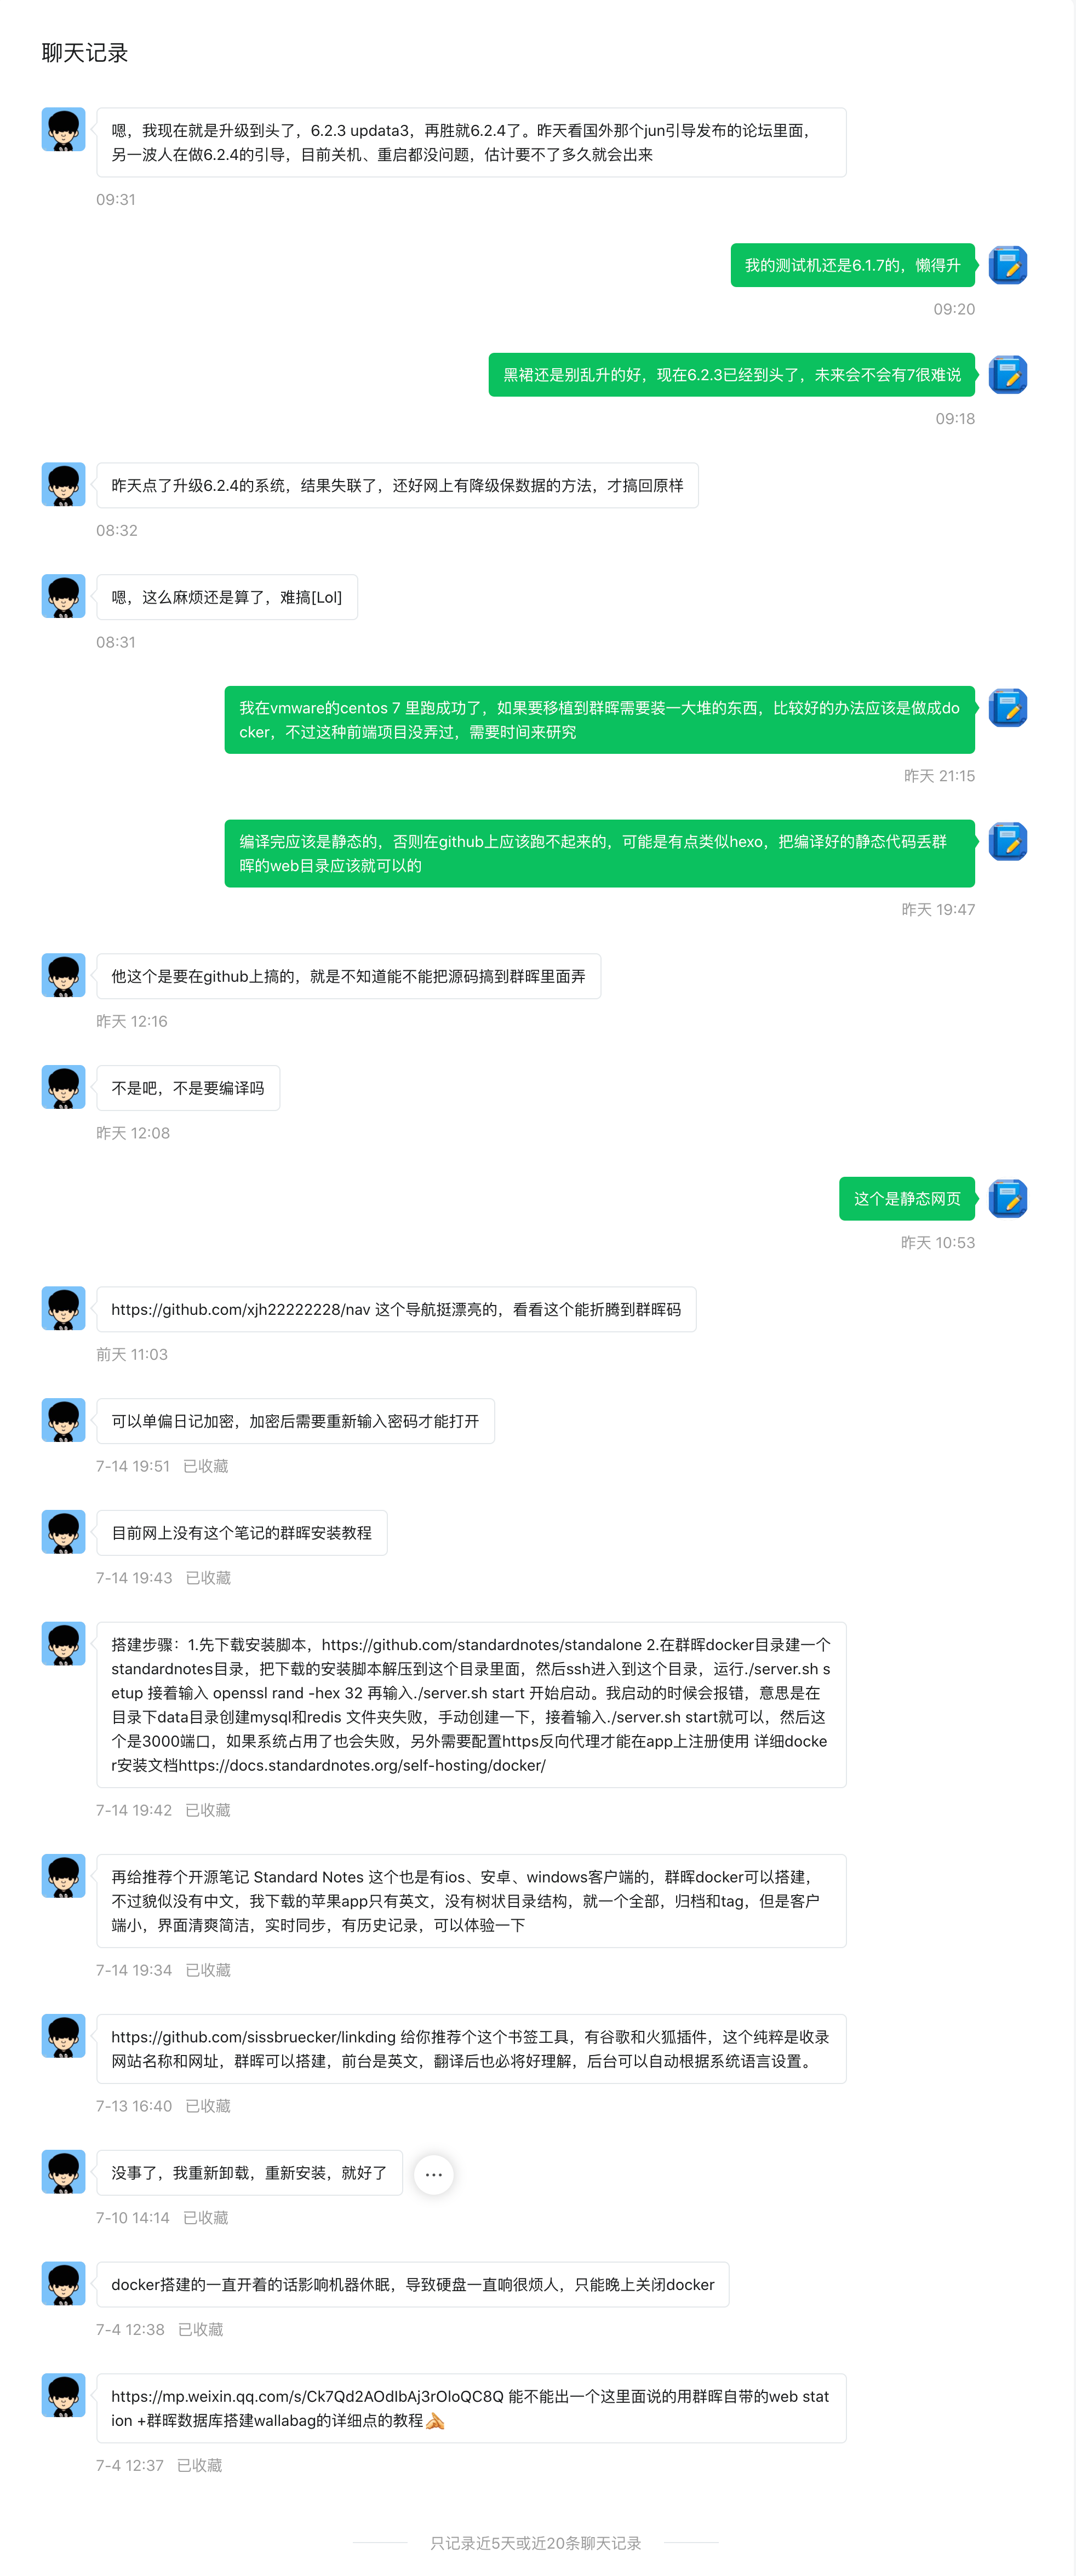 聊天记录
嗯，我现在就是升级到头了，6.2.3 updata3，再胜就6.2.4了。昨天看国外那个jun引导发布的论坛里面，
另一波人在做6.2.4的引导，目前关机、重启都没问题，估计要不了多久就会出来
09:31
我的测试机还是6.1.7的，懒得升
09:20
黑裙还是别乱升的好，现在6.2.3已经到头了，未来会不会有7很难说
09:18
昨天点了升级6.2.4的系统，结果失联了，还好网上有降级保数据的方法，才搞回原样
08:32
嗯，这么麻烦还是算了，难搞[Lol]
08:31
我在vmware的centos 7 里跑成功了，如果要移植到群晖需要装一大堆的东西，比较好的办法应该是做成do
cker，不过这种前端项目没弄过，需要时间来研究
昨天 21:15
编译完应该是静态的，否则在github上应该跑不起来的，可能是有点类似hexo，把编译好的静态代码丢群
晖的web目录应该就可以的
昨天 19:47
他这个是要在github上搞的，就是不知道能不能把源码搞到群晖里面弄
昨天 12:16
不是吧，不是要编译吗
昨天 12:08
这个是静态网页
昨天 10:53
https://github.com/xjh22222228/nav 这个导航挺漂亮的，看看这个能折腾到群晖码
前天 11:03
可以单偏日记加密，加密后需要重新输入密码才能打开
7-14 19:51 已收藏
目前网上没有这个笔记的群晖安装教程
7-14 19:43 已收藏
搭建步骤：1.先下载安装脚本，https://github.com/standardnotes/standalone 2.在群晖docker目录建一个
standardnotes目录，把下载的安装脚本解压到这个目录里面，然后ssh进入到这个目录，运行./server.sh s
etup 接着输入 openssl rand -hex 32 再输入./server.sh start 开始启动。我启动的时候会报错，意思是在
目录下data目录创建mysql和redis 文件夹失败，手动创建一下，接着输入./server.sh start就可以，然后这
个是3000端口，如果系统占用了也会失败，另外需要配置https反向代理才能在app上注册使用 详细docke
r安装文档https://docs.standardnotes.org/self-hosting/docker/
7-14 19:42 已收藏
再给推荐个开源笔记 Standard Notes 这个也是有ios、安卓、windows客户端的，群晖docker可以搭建，
不过貌似没有中文，我下载的苹果app只有英文，没有树状目录结构，就一个全部，归档和tag，但是客户
端小，界面清爽简洁，实时同步，有历史记录，可以体验一下
7-14 19:34 已收藏
https://github.com/sissbruecker/linkding 给你推荐个这个书签工具，有谷歌和火狐插件，这个纯粹是收录
网站名称和网址，群晖可以搭建，前台是英文，翻译后也必将好理解，后台可以自动根据系统语言设置。
7-13 16:40 已收藏
没事了，我重新卸载，重新安装，就好了
7-10 14:14 已收藏
docker搭建的一直开着的话影响机器休眠，导致硬盘一直响很烦人，只能晚上关闭docker
7-4 12:38 已收藏
https://mp.weixin.qq.com/s/Ck7Qd2AOdIbAj3rOloQC8Q 能不能出一个这里面说的用群晖自带的web stat
ion +群晖数据库搭建wallabag的详细点的教程🙏
7-4 12:37 已收藏
只记录近5天或近20条聊天记录